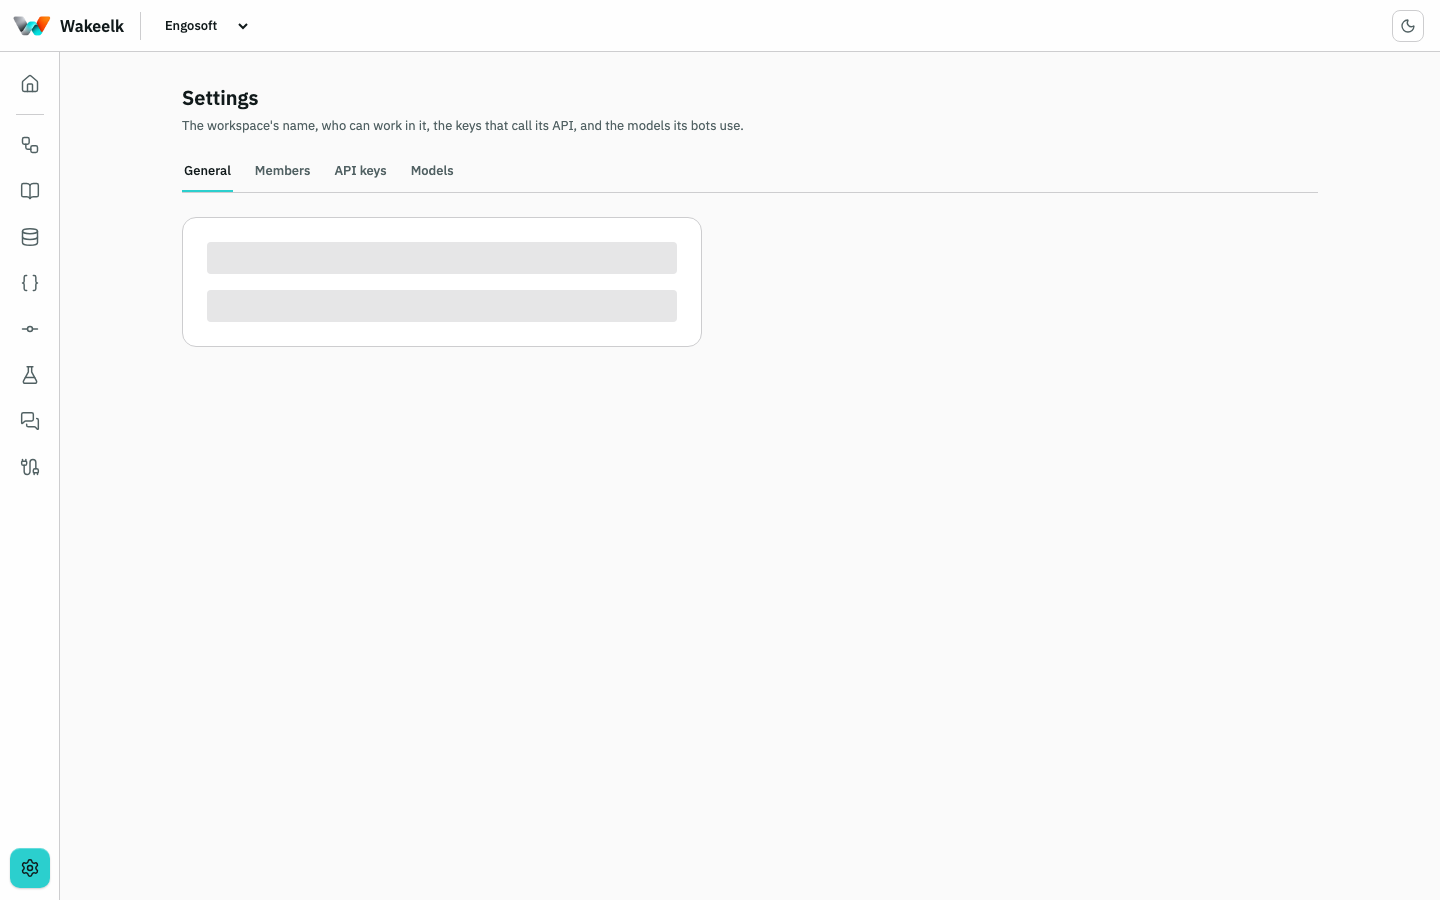 Wakeelk
Engosoft
Settings
The workspace's name, who can work in it, the keys that call its API, and the models its bots use.
General
Members
API keys
Models